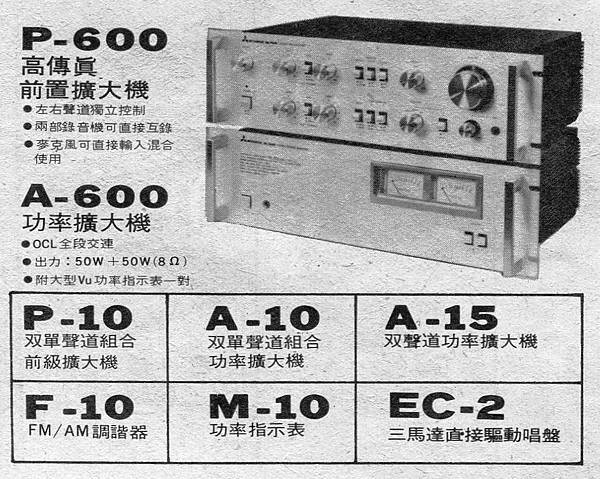 P-600
高傳眞
前置擴大機
●左右聲道獨立控制
●兩部錄音機可直接互錄
●麥克風可直接輸入混合
使用
A-600
功率擴大機
●OCL全段交連
●出力：50W＋50W(8Ω)
●附大型Vu功率指示表一對
P-10
双單聲道組合
前級擴大機
A-10
双單聲道組合
功率擴大機
A-15
双聲道功率擴大機
F-10
FM/AM調諧器
M-10
功率指示表
EC-2
三馬達直接驅動唱盤